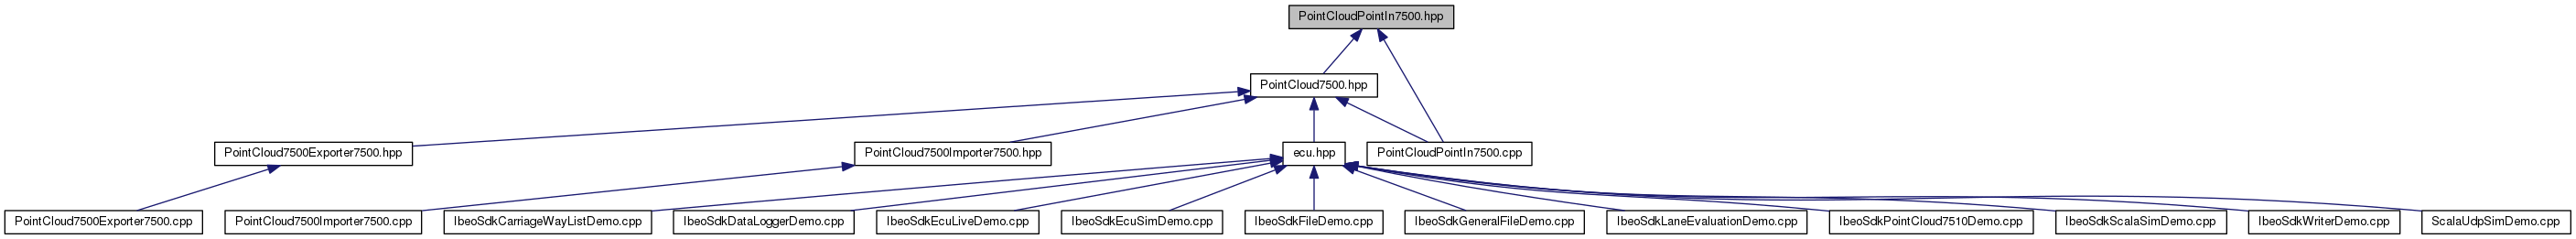 PointCloudPointIn7500.hpp
PointCloud7500.hpp
PointCloud7500Exporter7500.hpp
PointCloud7500Importer7500.hpp
ecu.hpp
PointCloudPointIn7500.cpp
PointCloud7500Exporter7500.cpp
PointCloud7500Importer7500.cpp
IbeoSdkCarriageWayListDemo.cpp
IbeoSdkDataLoggerDemo.cpp
IbeoSdkEcuLiveDemo.cpp
IbeoSdkEcuSimDemo.cpp
IbeoSdkFileDemo.cpp
IbeoSdkGeneralFileDemo.cpp
IbeoSdkLaneEvaluationDemo.cpp
IbeoSdkPointCloud7510Demo.cpp
IbeoSdkScalaSimDemo.cpp
IbeoSdkWriterDemo.cpp
ScalaUdpSimDemo.cpp